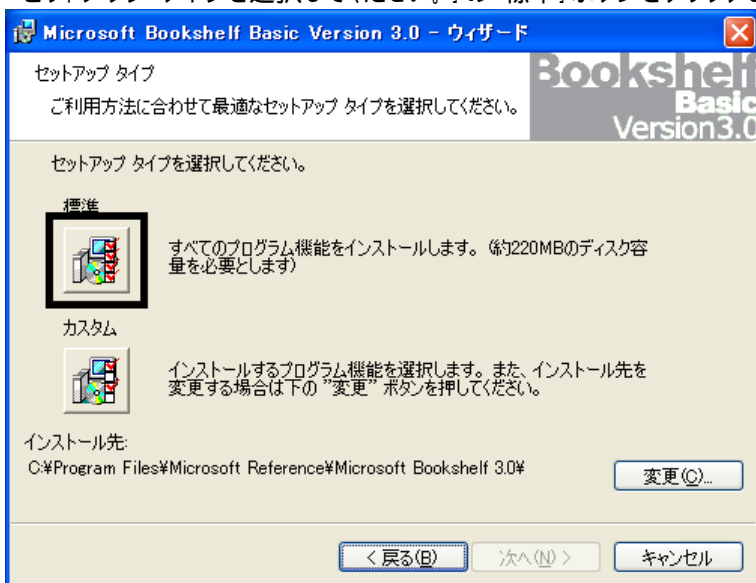 Microsoft Bookshelf Basic Version 3.0 - ウィザード
セットアップ タイプ
ご利用方法に合わせて最適なセットアップ タイプを選択してください。
Bookshelf
Basic
Version3.0
セットアップ タイプを選択してください。
標準
すべてのプログラム機能をインストールします。 (約220MBのディスク容
量を必要とします)
カスタム
インストールするプログラム機能を選択します。また、インストール先を
変更する場合は下の "変更" ボタンを押してください。
インストール先:
C:¥Program Files¥Microsoft Reference¥Microsoft Bookshelf 3.0¥
変更(C)...
< 戻る(B)
次へ(N) >
キャンセル